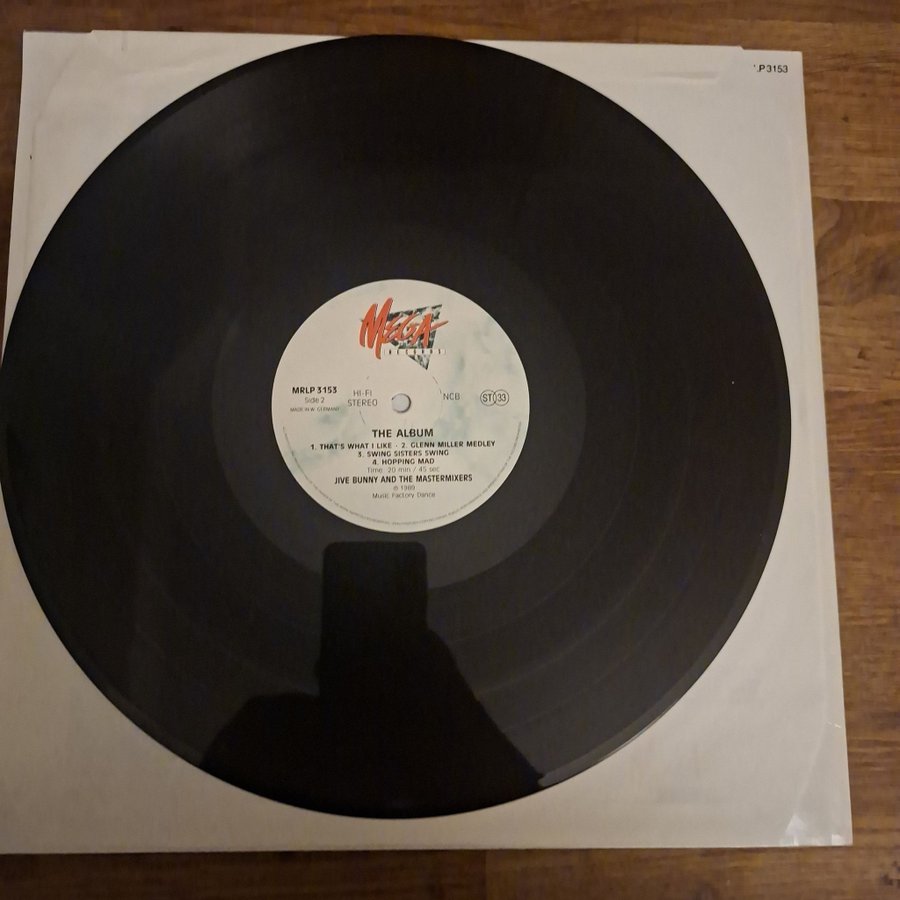 P3153
MEGA
RECORDS
MRLP 3153
Side 2
MADE IN W. GERMANY
HI-FI
STEREO
NCB
ST 33
THE ALBUM
1. THAT'S WHAT I LIKE · 2. GLENN MILLER MEDLEY
3. SWING SISTERS SWING
4. HOPPING MAD
Time: 20 min / 45 sec
JIVE BUNNY AND THE MASTERMIXERS
℗ 1989
Music Factory Dance